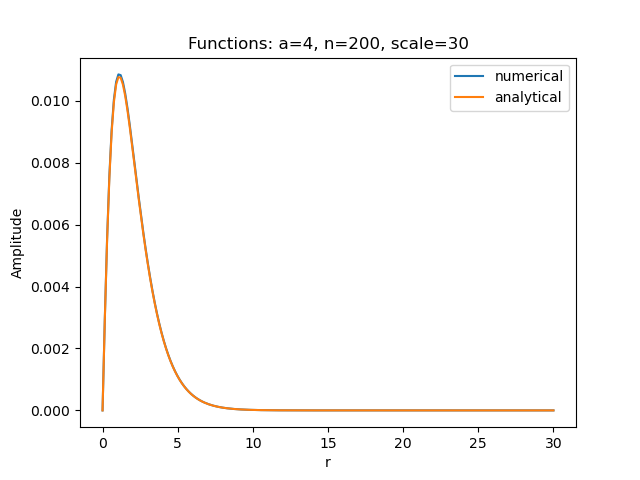 Functions: a=4, n=200, scale=30
numerical
analytical
0.010
0.008
0.006
0.004
0.002
0.000
Amplitude
0 5 10 15 20 25 30
r